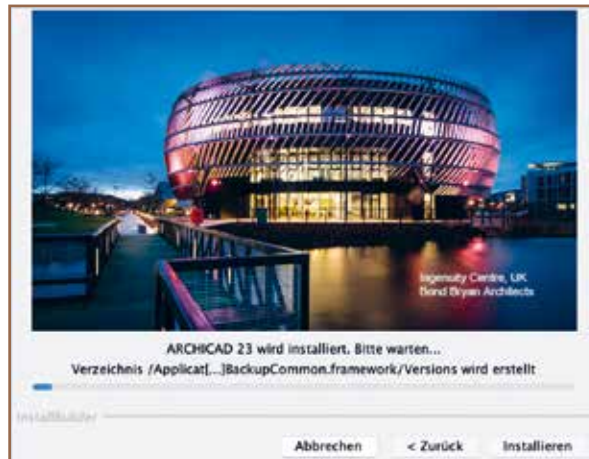 Ingenuity Centre, UK
Bond Bryan Architects
ARCHICAD 23 wird installiert. Bitte warten...
Verzeichnis /Applicat[...]BackupCommon.framework/Versions wird erstellt
InstallBuilder
Abbrechen < Zurück Installieren